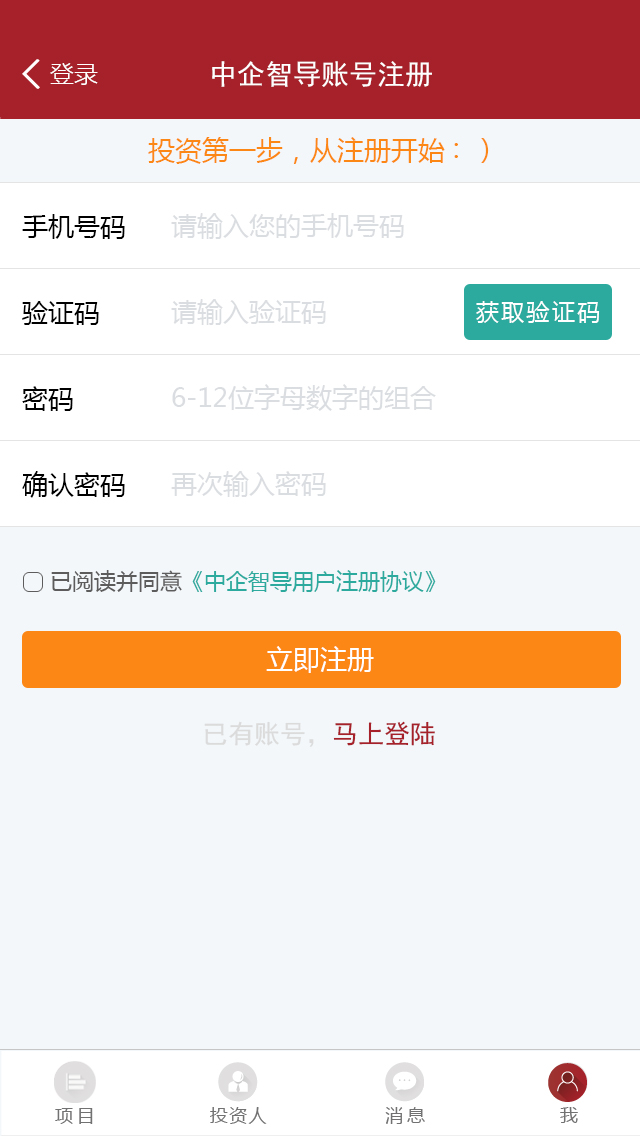 登录 中企智导账号注册
投资第一步，从注册开始：）
手机号码 请输入您的手机号码
验证码 请输入验证码 获取验证码
密码 6-12位字母数字的组合
确认密码 再次输入密码
已阅读并同意《中企智导用户注册协议》
立即注册
已有账号，马上登陆
项目 投资人 消息 我